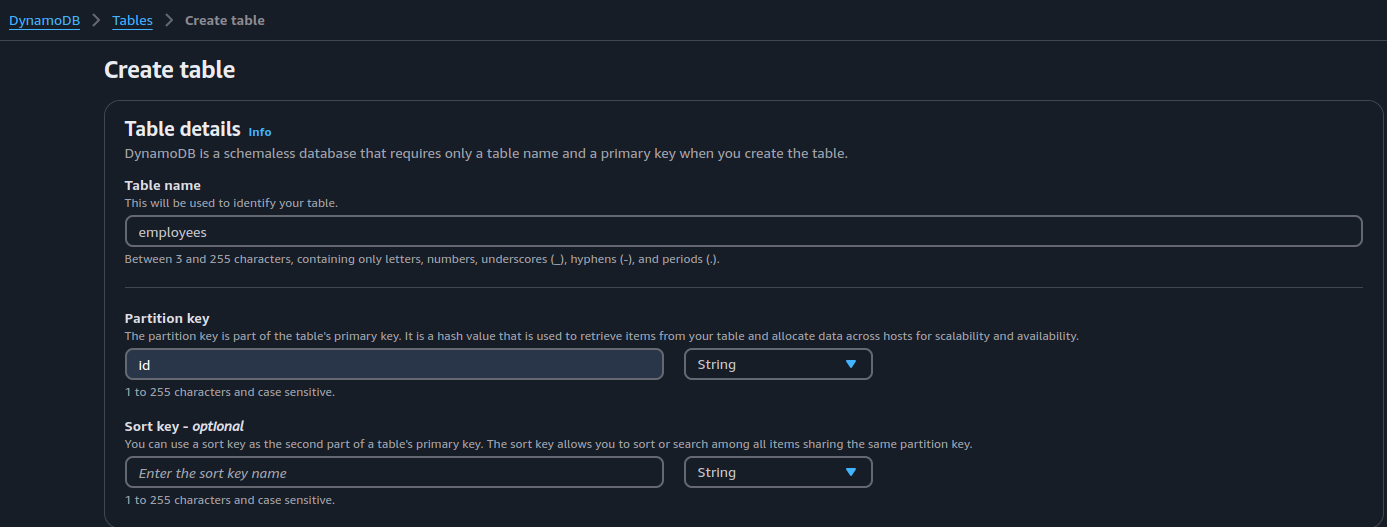 DynamoDB > Tables > Create table
Create table
Table details Info
DynamoDB is a schemaless database that requires only a table name and a primary key when you create the table.
Table name
This will be used to identify your table.
employees
Between 3 and 255 characters, containing only letters, numbers, underscores (_), hyphens (-), and periods (.).
Partition key
The partition key is part of the table's primary key. It is a hash value that is used to retrieve items from your table and allocate data across hosts for scalability and availability.
id String
1 to 255 characters and case sensitive.
Sort key - optional
You can use a sort key as the second part of a table's primary key. The sort key allows you to sort or search among all items sharing the same partition key.
Enter the sort key name String
1 to 255 characters and case sensitive.